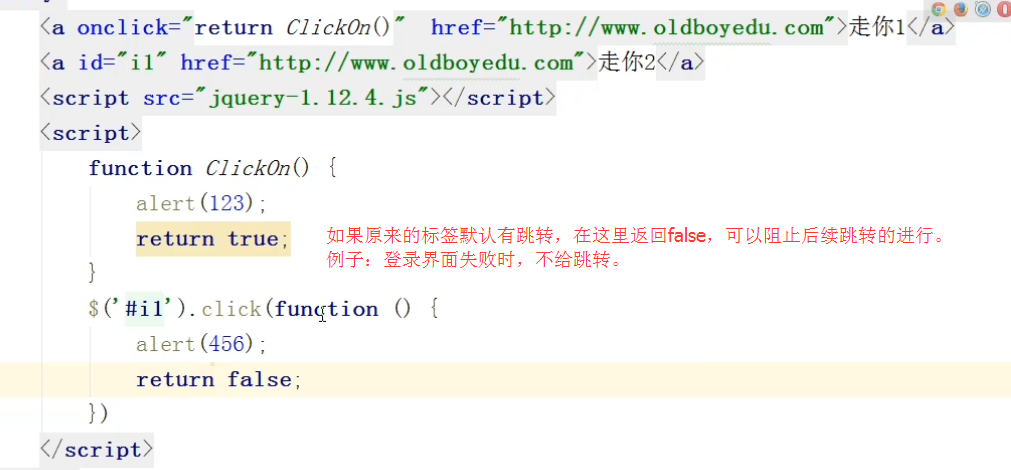 <a onclick="return ClickOn()"  href="http://www.oldboyedu.com">走你1</a>
<a id="i1" href="http://www.oldboyedu.com">走你2</a>
<script src="jquery-1.12.4.js"></script>
<script>
function ClickOn() {
alert(123);
return true; 如果原来的标签默认有跳转，在这里返回false，可以阻止后续跳转的进行。
例子：登录界面失败时，不给跳转。
}
$('#i1').click(function () {
alert(456);
return false;
})
</script>